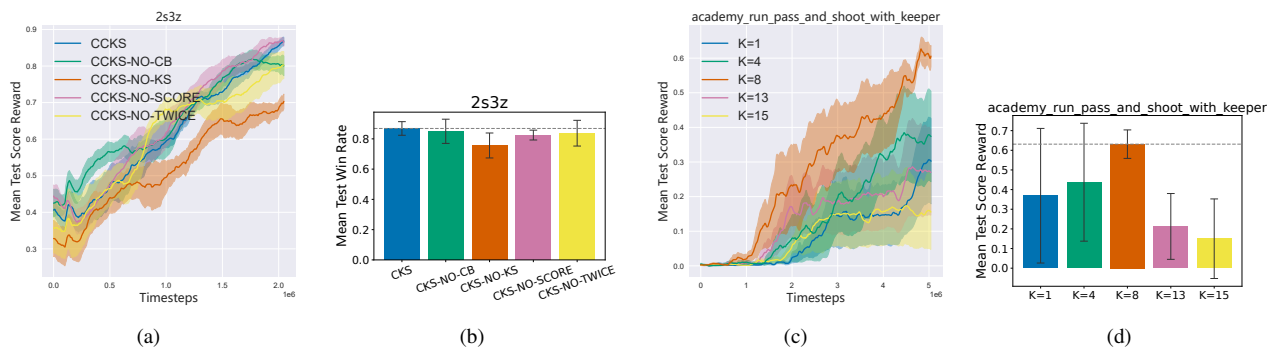 2s3z
Mean Test Score Reward
0.9
0.8
0.7
0.6
0.5
0.4
0.3
CCKS
CCKS-NO-CB
CCKS-NO-KS
CCKS-NO-SCORE
CCKS-NO-TWICE
0.0
0.5
1.0
1.5
2.0
1e6
Timesteps
(a)
2s3z
Mean Test Win Rate
0.8
0.6
0.4
0.2
0.0
CKS
CKS-NO-CB
CKS-NO-KS
CKS-NO-SCORE
CKS-NO-TWICE
(b)
academy_run_pass_and_shoot_with_keeper
Mean Test Score Reward
0.6
0.5
0.4
0.3
0.2
0.1
0.0
K=1
K=4
K=8
K=13
K=15
0
1
2
3
4
5
1e6
Timesteps
(c)
academy_run_pass_and_shoot_with_keeper
Mean Test Score Reward
0.7
0.6
0.5
0.4
0.3
0.2
0.1
0.0
K=1
K=4
K=8
K=13
K=15
(d)